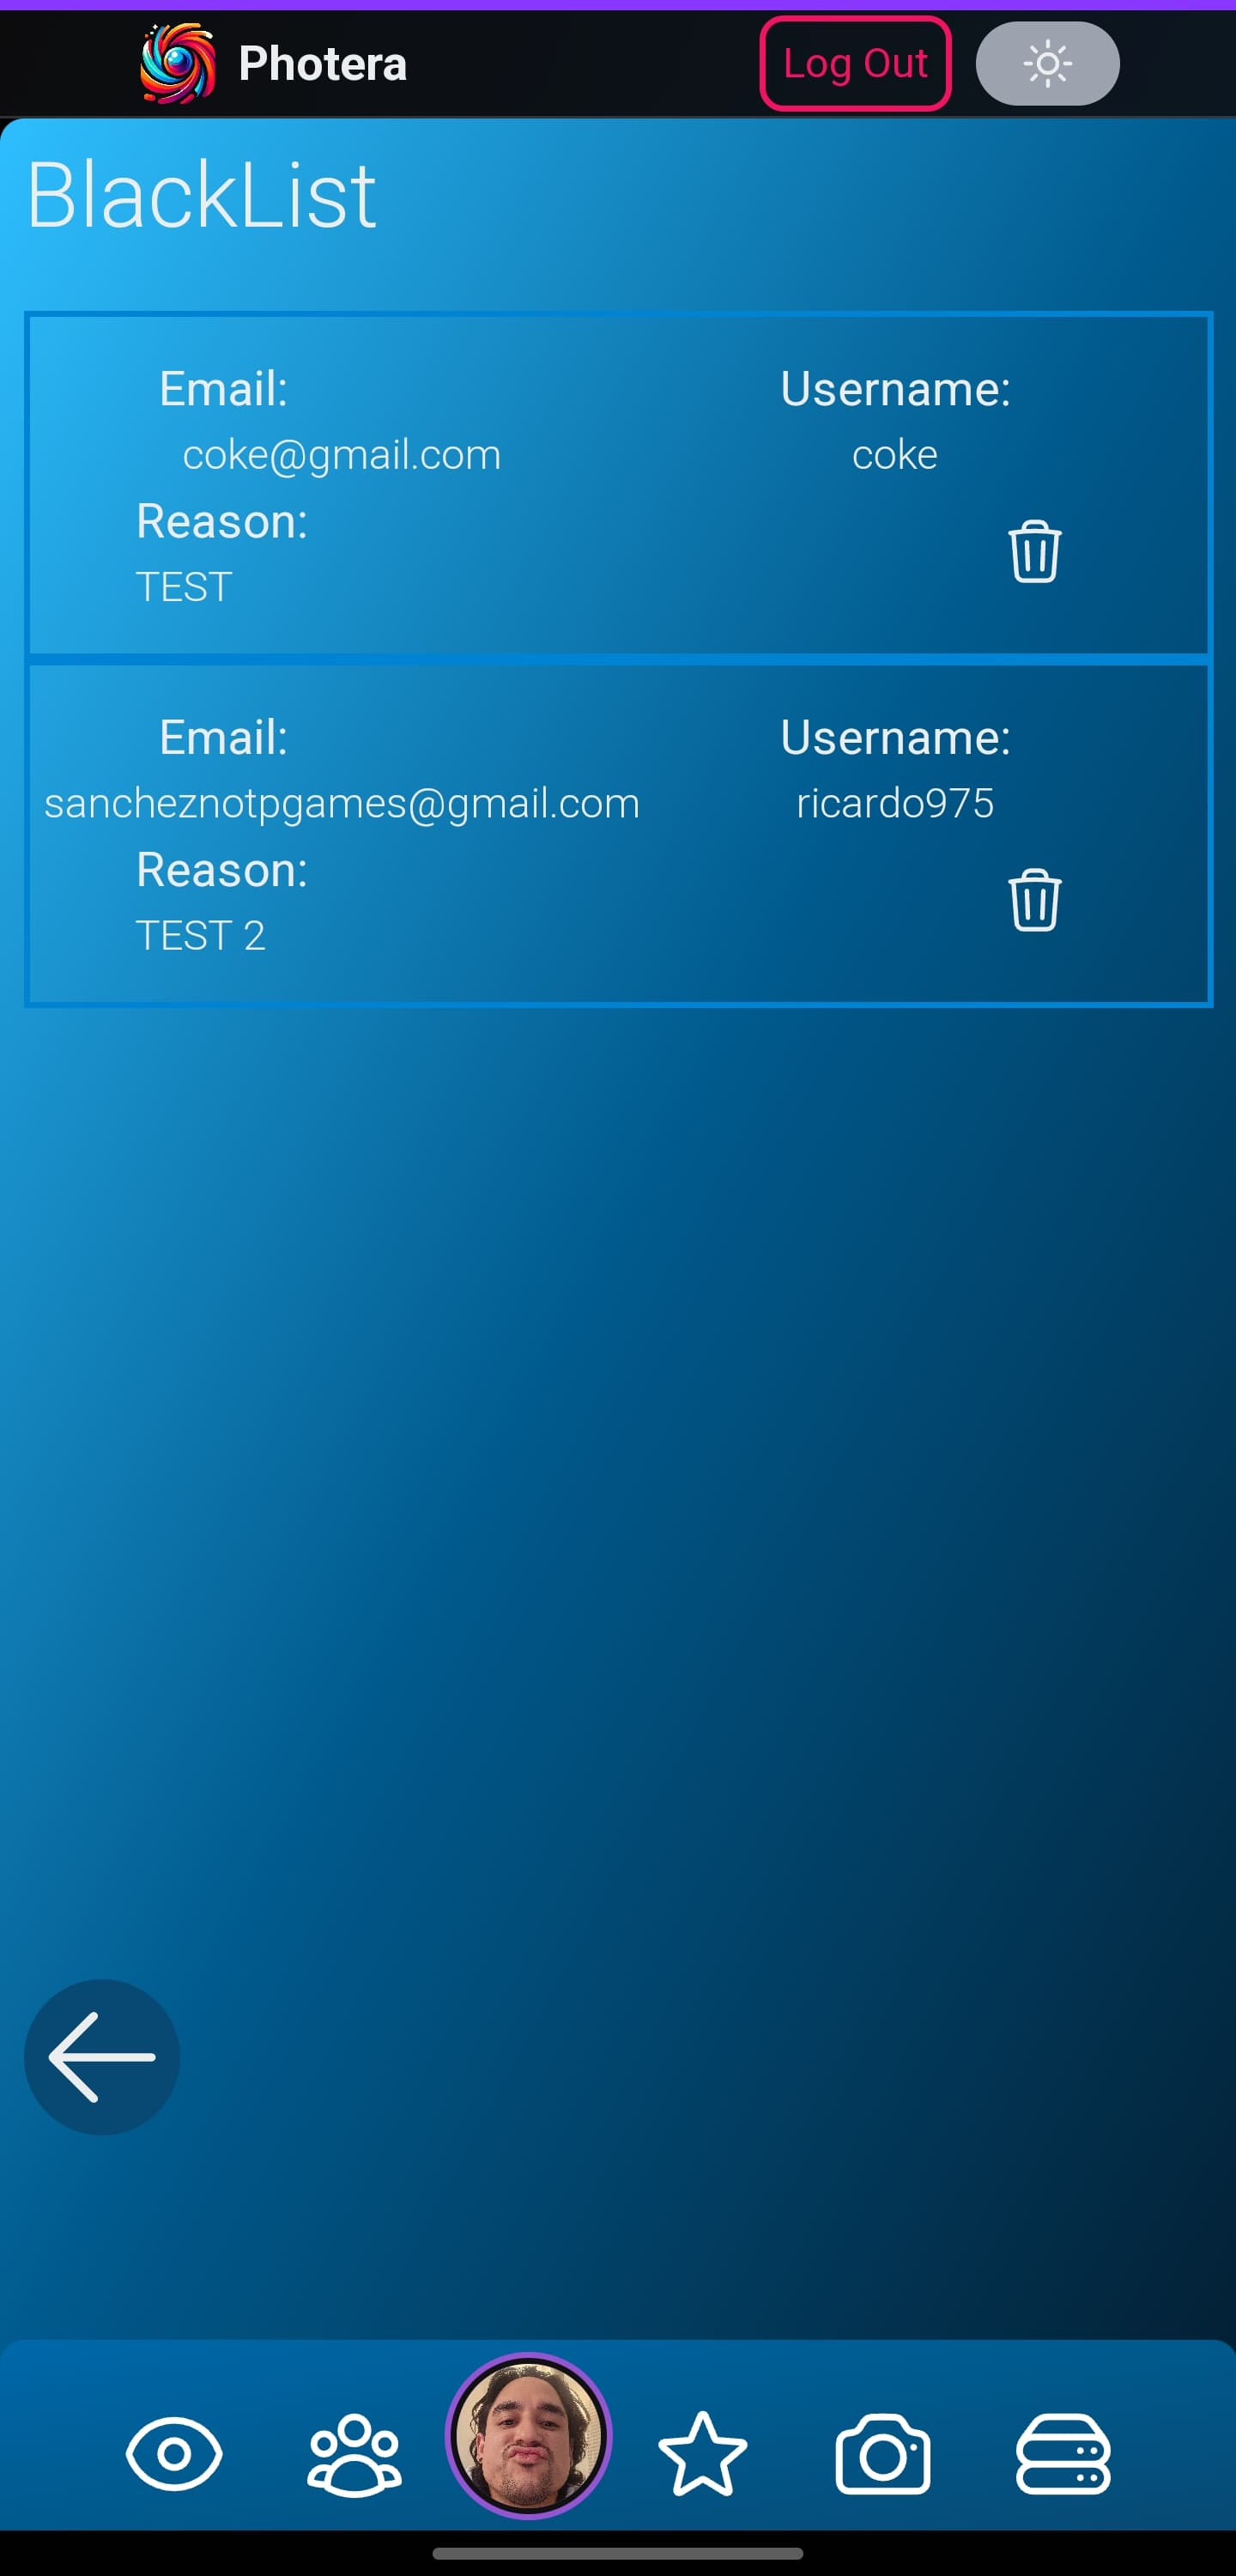 Photera
Log Out
BlackList
Email:
Username:
coke@gmail.com
coke
Reason:
TEST
Email:
Username:
sancheznotpgames@gmail.com
ricardo975
Reason:
TEST 2